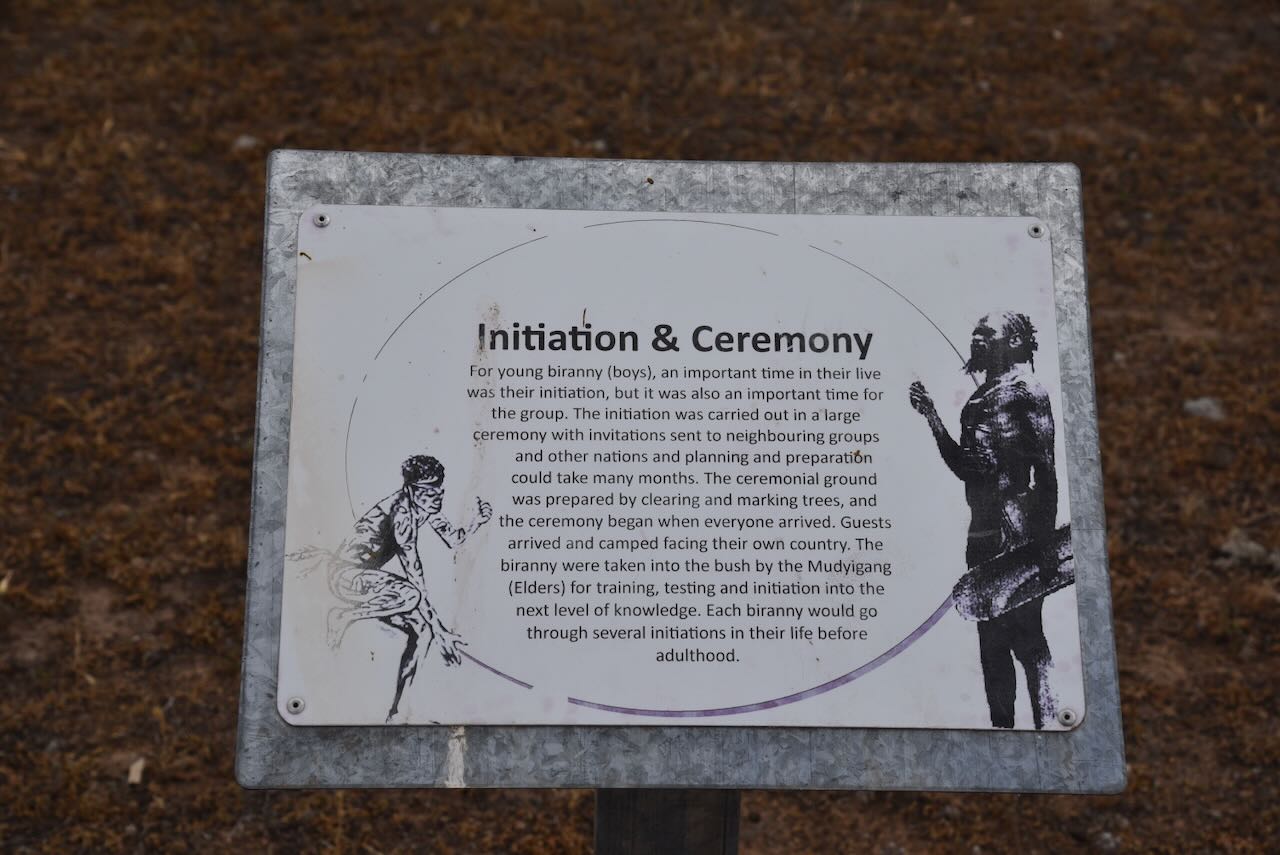 Initiation & Ceremony
For young biranny (boys), an important time in their live
was their initiation, but it was also an important time for
the group. The initiation was carried out in a large
ceremony with invitations sent to neighbouring groups
and other nations and planning and preparation
could take many months. The ceremonial ground
was prepared by clearing and marking trees, and
the ceremony began when everyone arrived. Guests
arrived and camped facing their own country. The
biranny were taken into the bush by the Mudyigang
(Elders) for training, testing and initiation into the
next level of knowledge. Each biranny would go
through several initiations in their life before
adulthood.